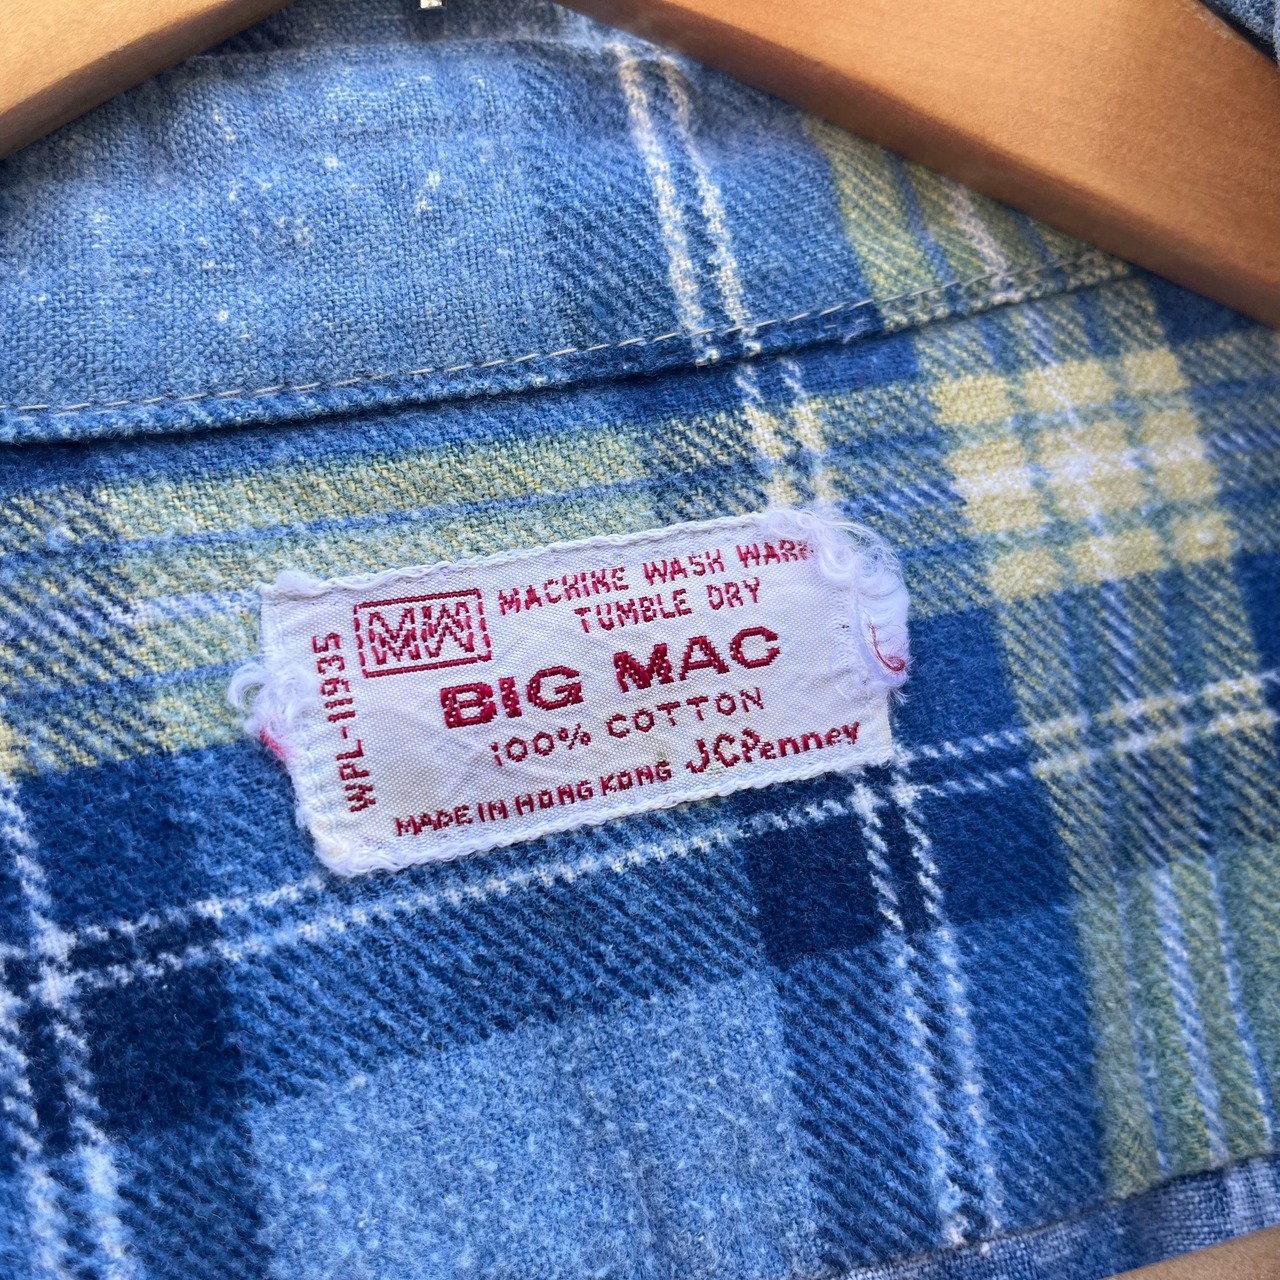 WPL-11935
MW
MACHINE WASH WARM
TUMBLE DRY
BIG MAC
100% COTTON
MADE IN HONG KONG JCPenney